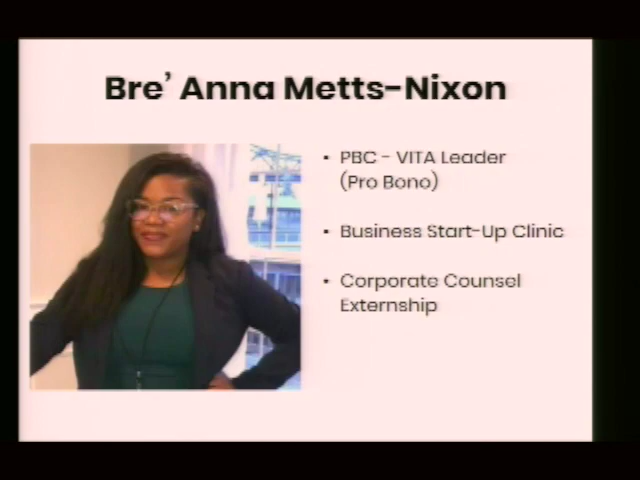 Bre' Anna Metts-Nixon
▪ PBC - VITA Leader
(Pro Bono)
▪ Business Start-Up Clinic
▪ Corporate Counsel
Externship